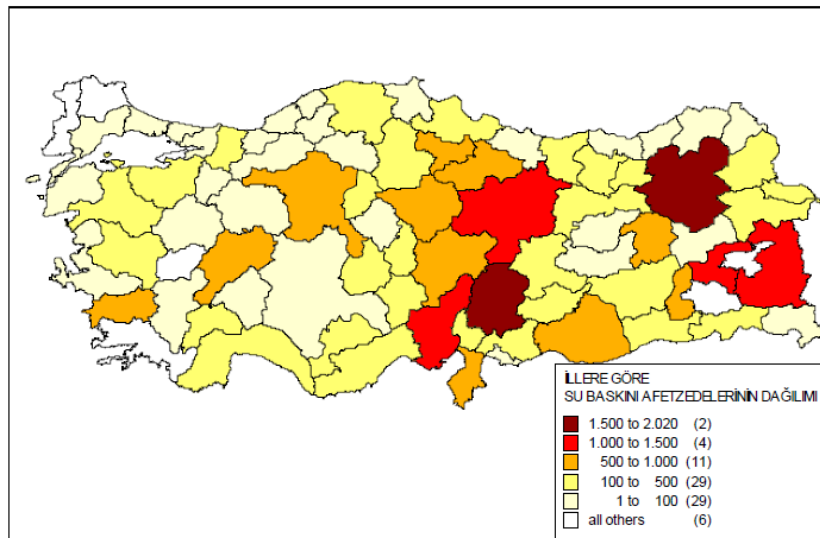 İLLERE GÖRE
SU BASKINI AFETZEDELERİNİN DAĞILIMI
1.500 to 2.020 (2)
1.000 to 1.500 (4)
500 to 1.000 (11)
100 to 500 (29)
1 to 100 (29)
all others (6)